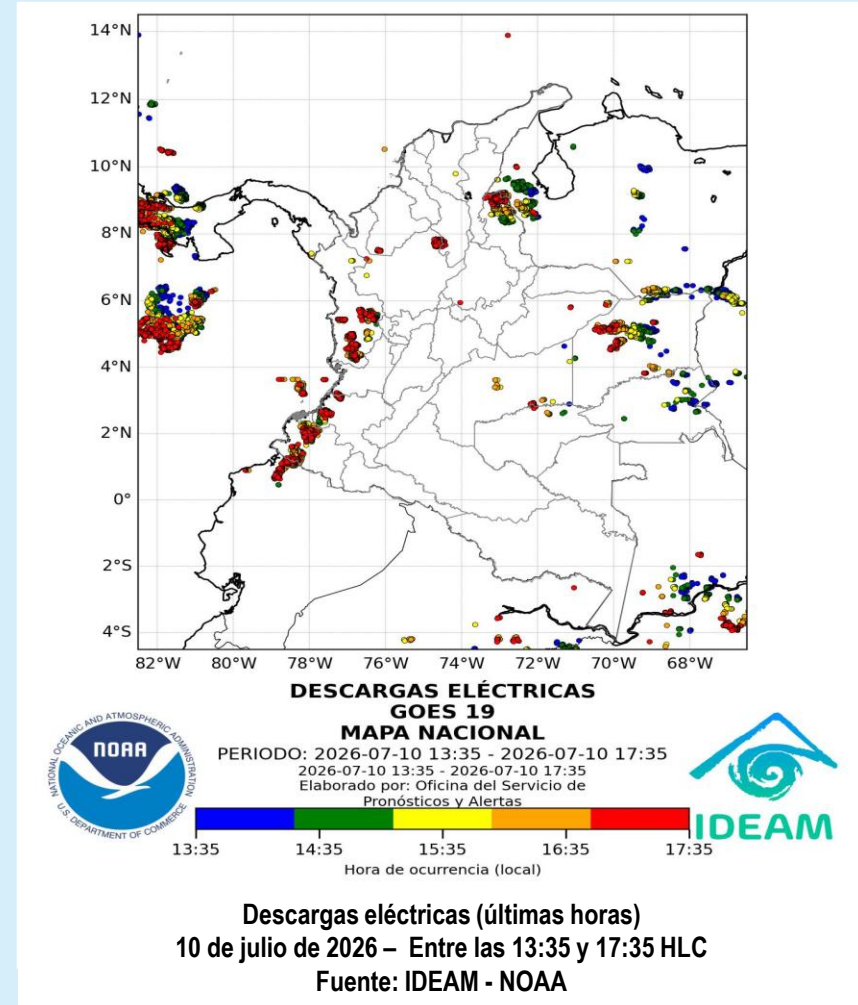 14°N
12°N
10°N
8°N
6°N
4°N
2°N
0°
2°S
4°S
82°W 80°W 78°W 76°W 74°W 72°W 70°W 68°W
DESCARGAS ELÉCTRICAS
GOES 19
MAPA NACIONAL
PERIODO: 2026-07-10 13:35 - 2026-07-10 17:35
2026-07-10 13:35 - 2026-07-10 17:35
Elaborado por: Oficina del Servicio de
Pronósticos y Alertas
NATIONAL OCEANIC AND ATMOSPHERIC ADMINISTRATION
NOAA
U.S. DEPARTMENT OF COMMERCE
IDEAM
13:35 14:35 15:35 16:35 17:35
Hora de ocurrencia (local)
Descargas eléctricas (últimas horas)
10 de julio de 2026 – Entre las 13:35 y 17:35 HLC
Fuente: IDEAM - NOAA